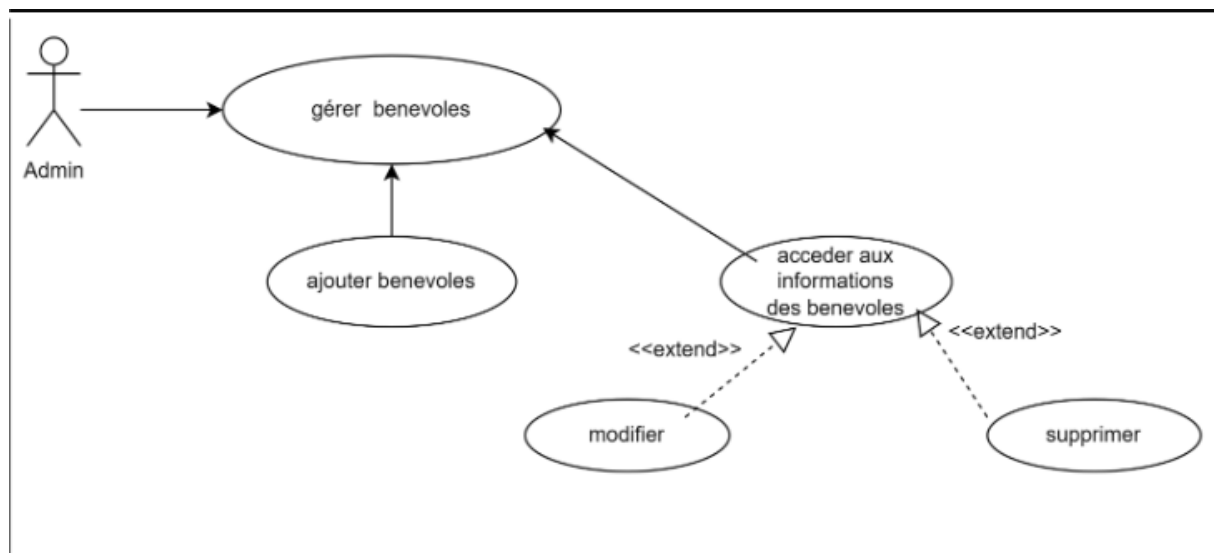 gérer benevoles
Admin
ajouter benevoles
acceder aux
informations
des benevoles
<<extend>>
<<extend>>
modifier
supprimer